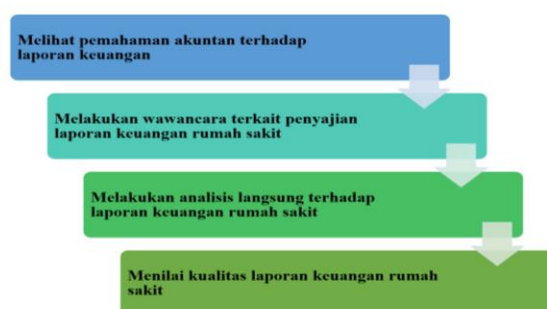 Melihat pemahaman akuntan terhadap
laporan keuangan
Melakukan wawancara terkait penyajian
laporan keuangan rumah sakit
Melakukan analisis langsung terhadap
laporan keuangan rumah sakit
Menilai kualitas laporan keuangan rumah
sakit